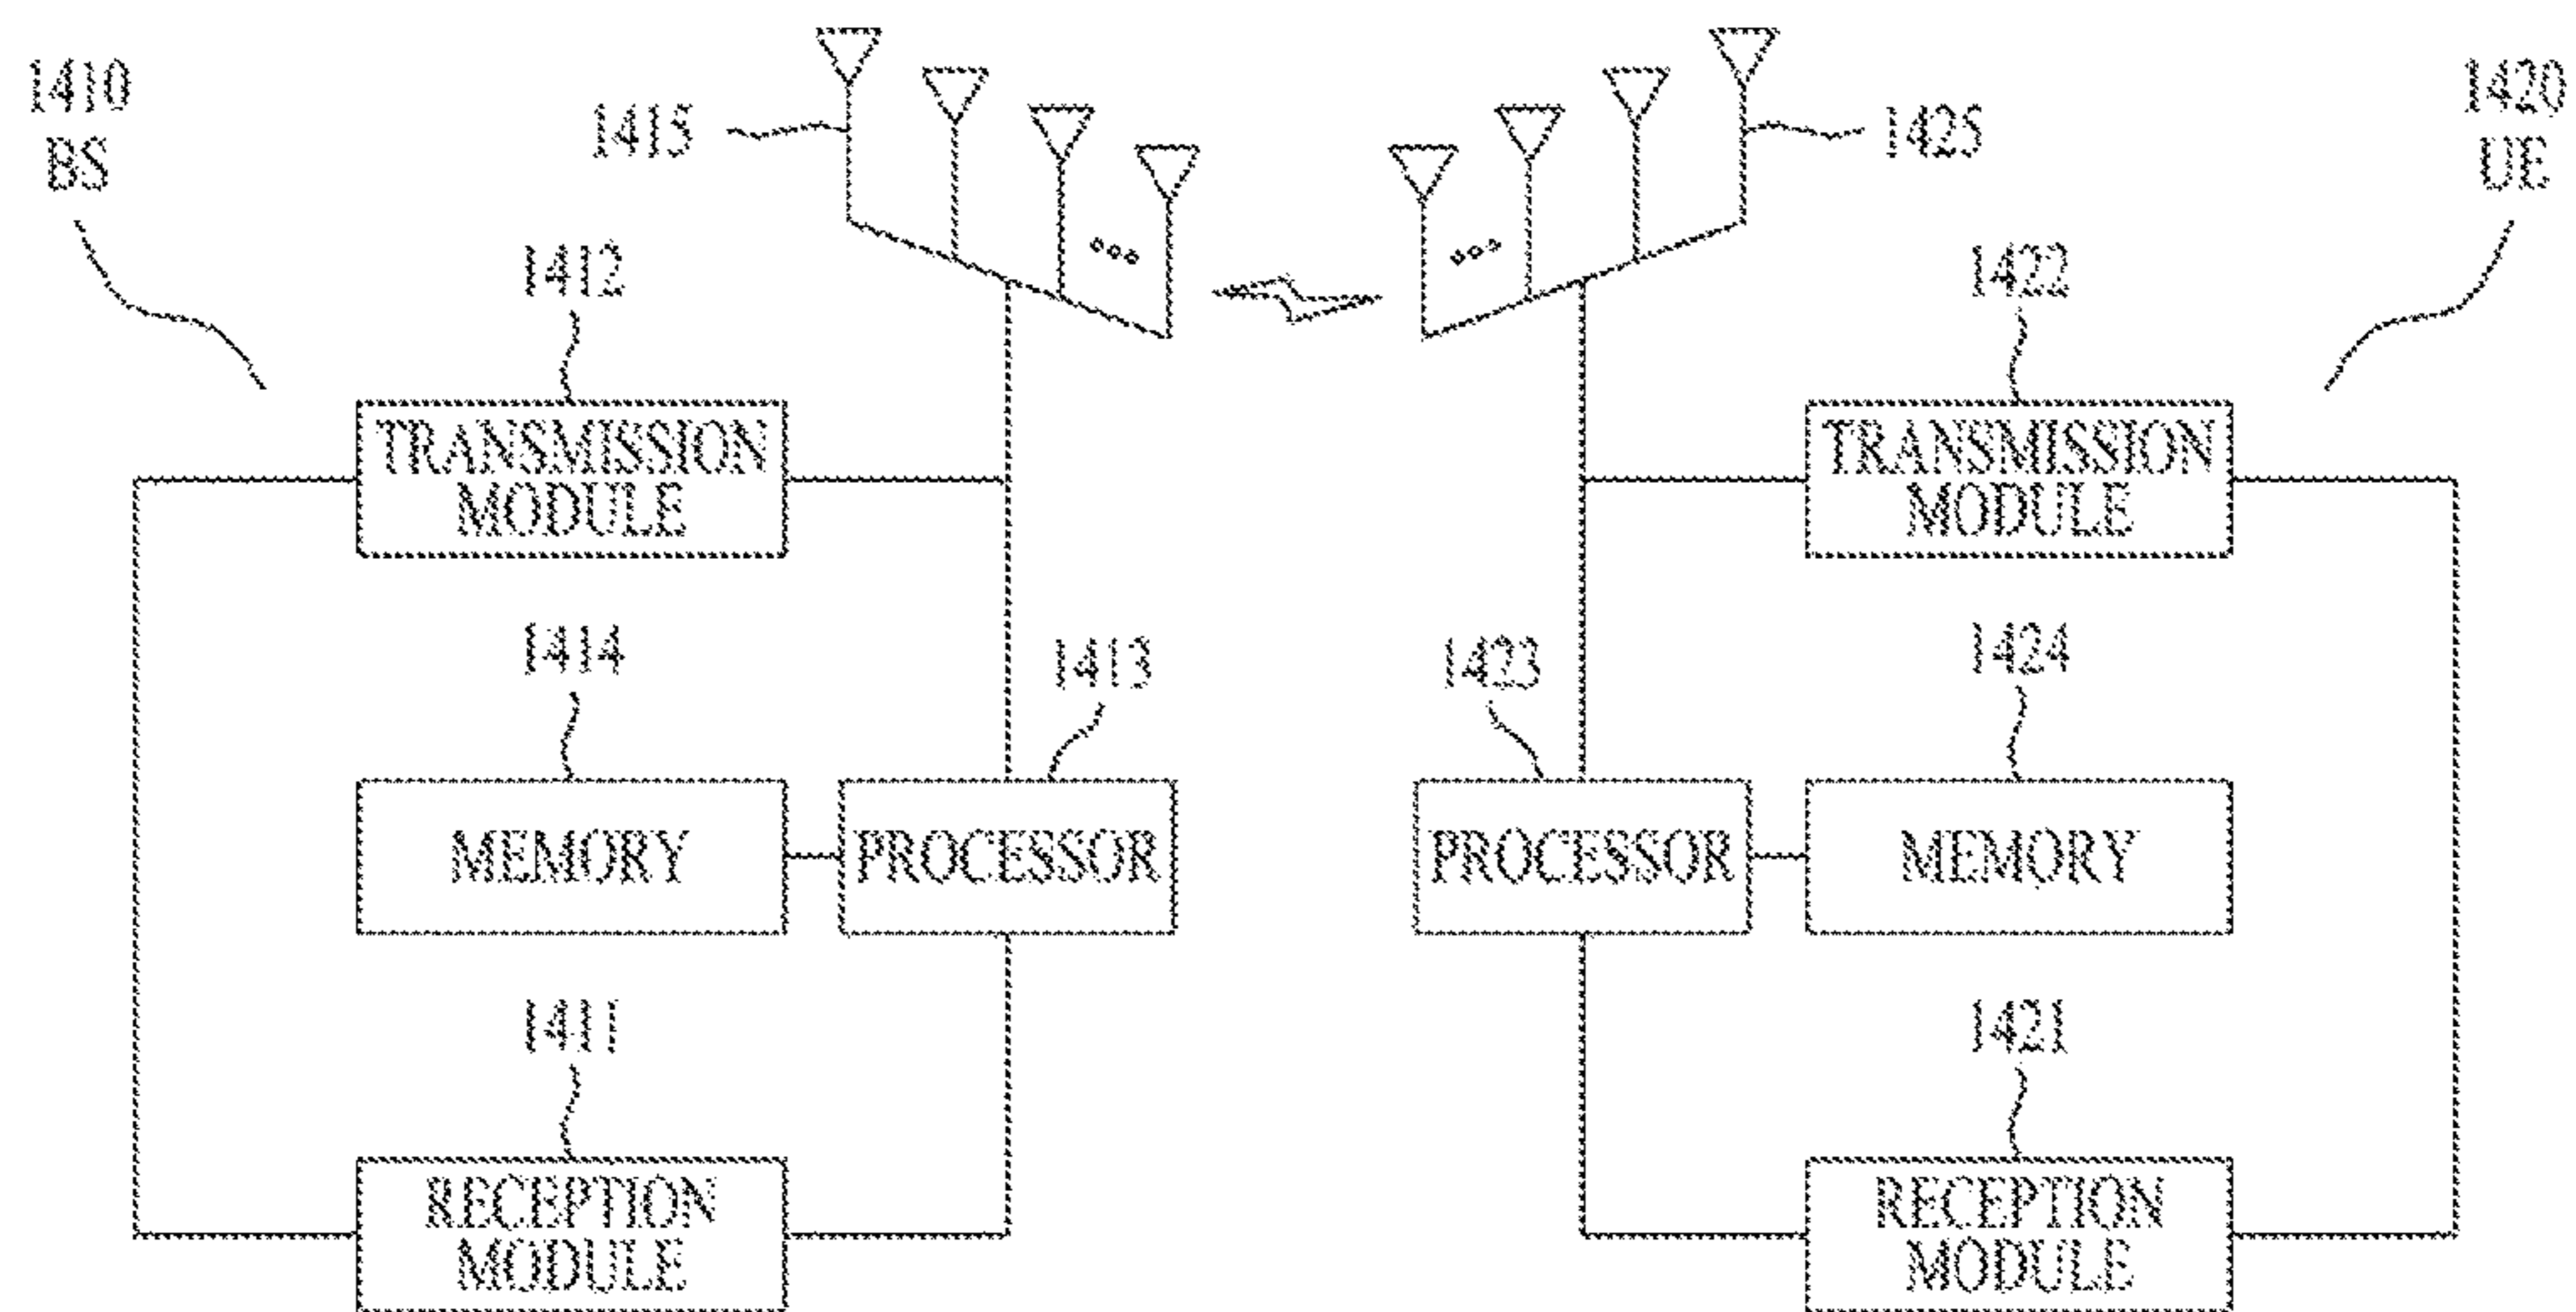 1410
BS
1415
1425
1420
UE
1412
1422
TRANSMISSION
MODULE
TRANSMISSION
MODULE
1414
1413
1423
1424
MEMORY
PROCESSOR
PROCESSOR
MEMORY
1411
1421
RECEPTION
MODULE
RECEPTION
MODULE